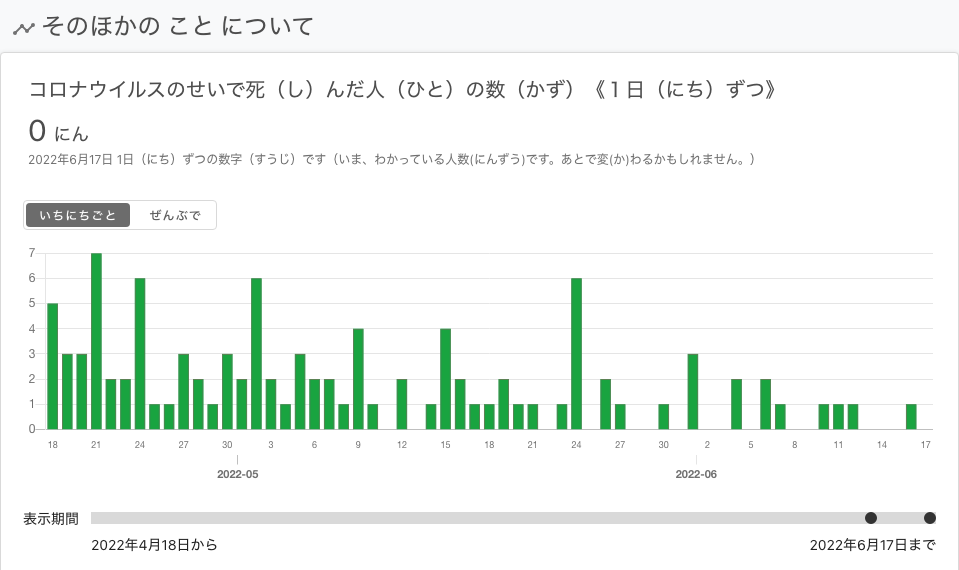 そのほかの こと について
コロナウイルスのせいで死（し）んだ人（ひと）の数（かず）《１日（にち）ずつ》
0 にん
2022年6月17日 1日（にち）ずつの数字（すうじ）です（いま、わかっている人数(にんずう)です。あとで変(か)わるかもしれません。）
いちにちごと ぜんぶで
7
6
5
4
3
2
1
0
18 21 24 27 30 3 6 9 12 15 18 21 24 27 30 2 5 8 11 14 17
2022-05 2022-06
表示期間
2022年4月18日から 2022年6月17日まで